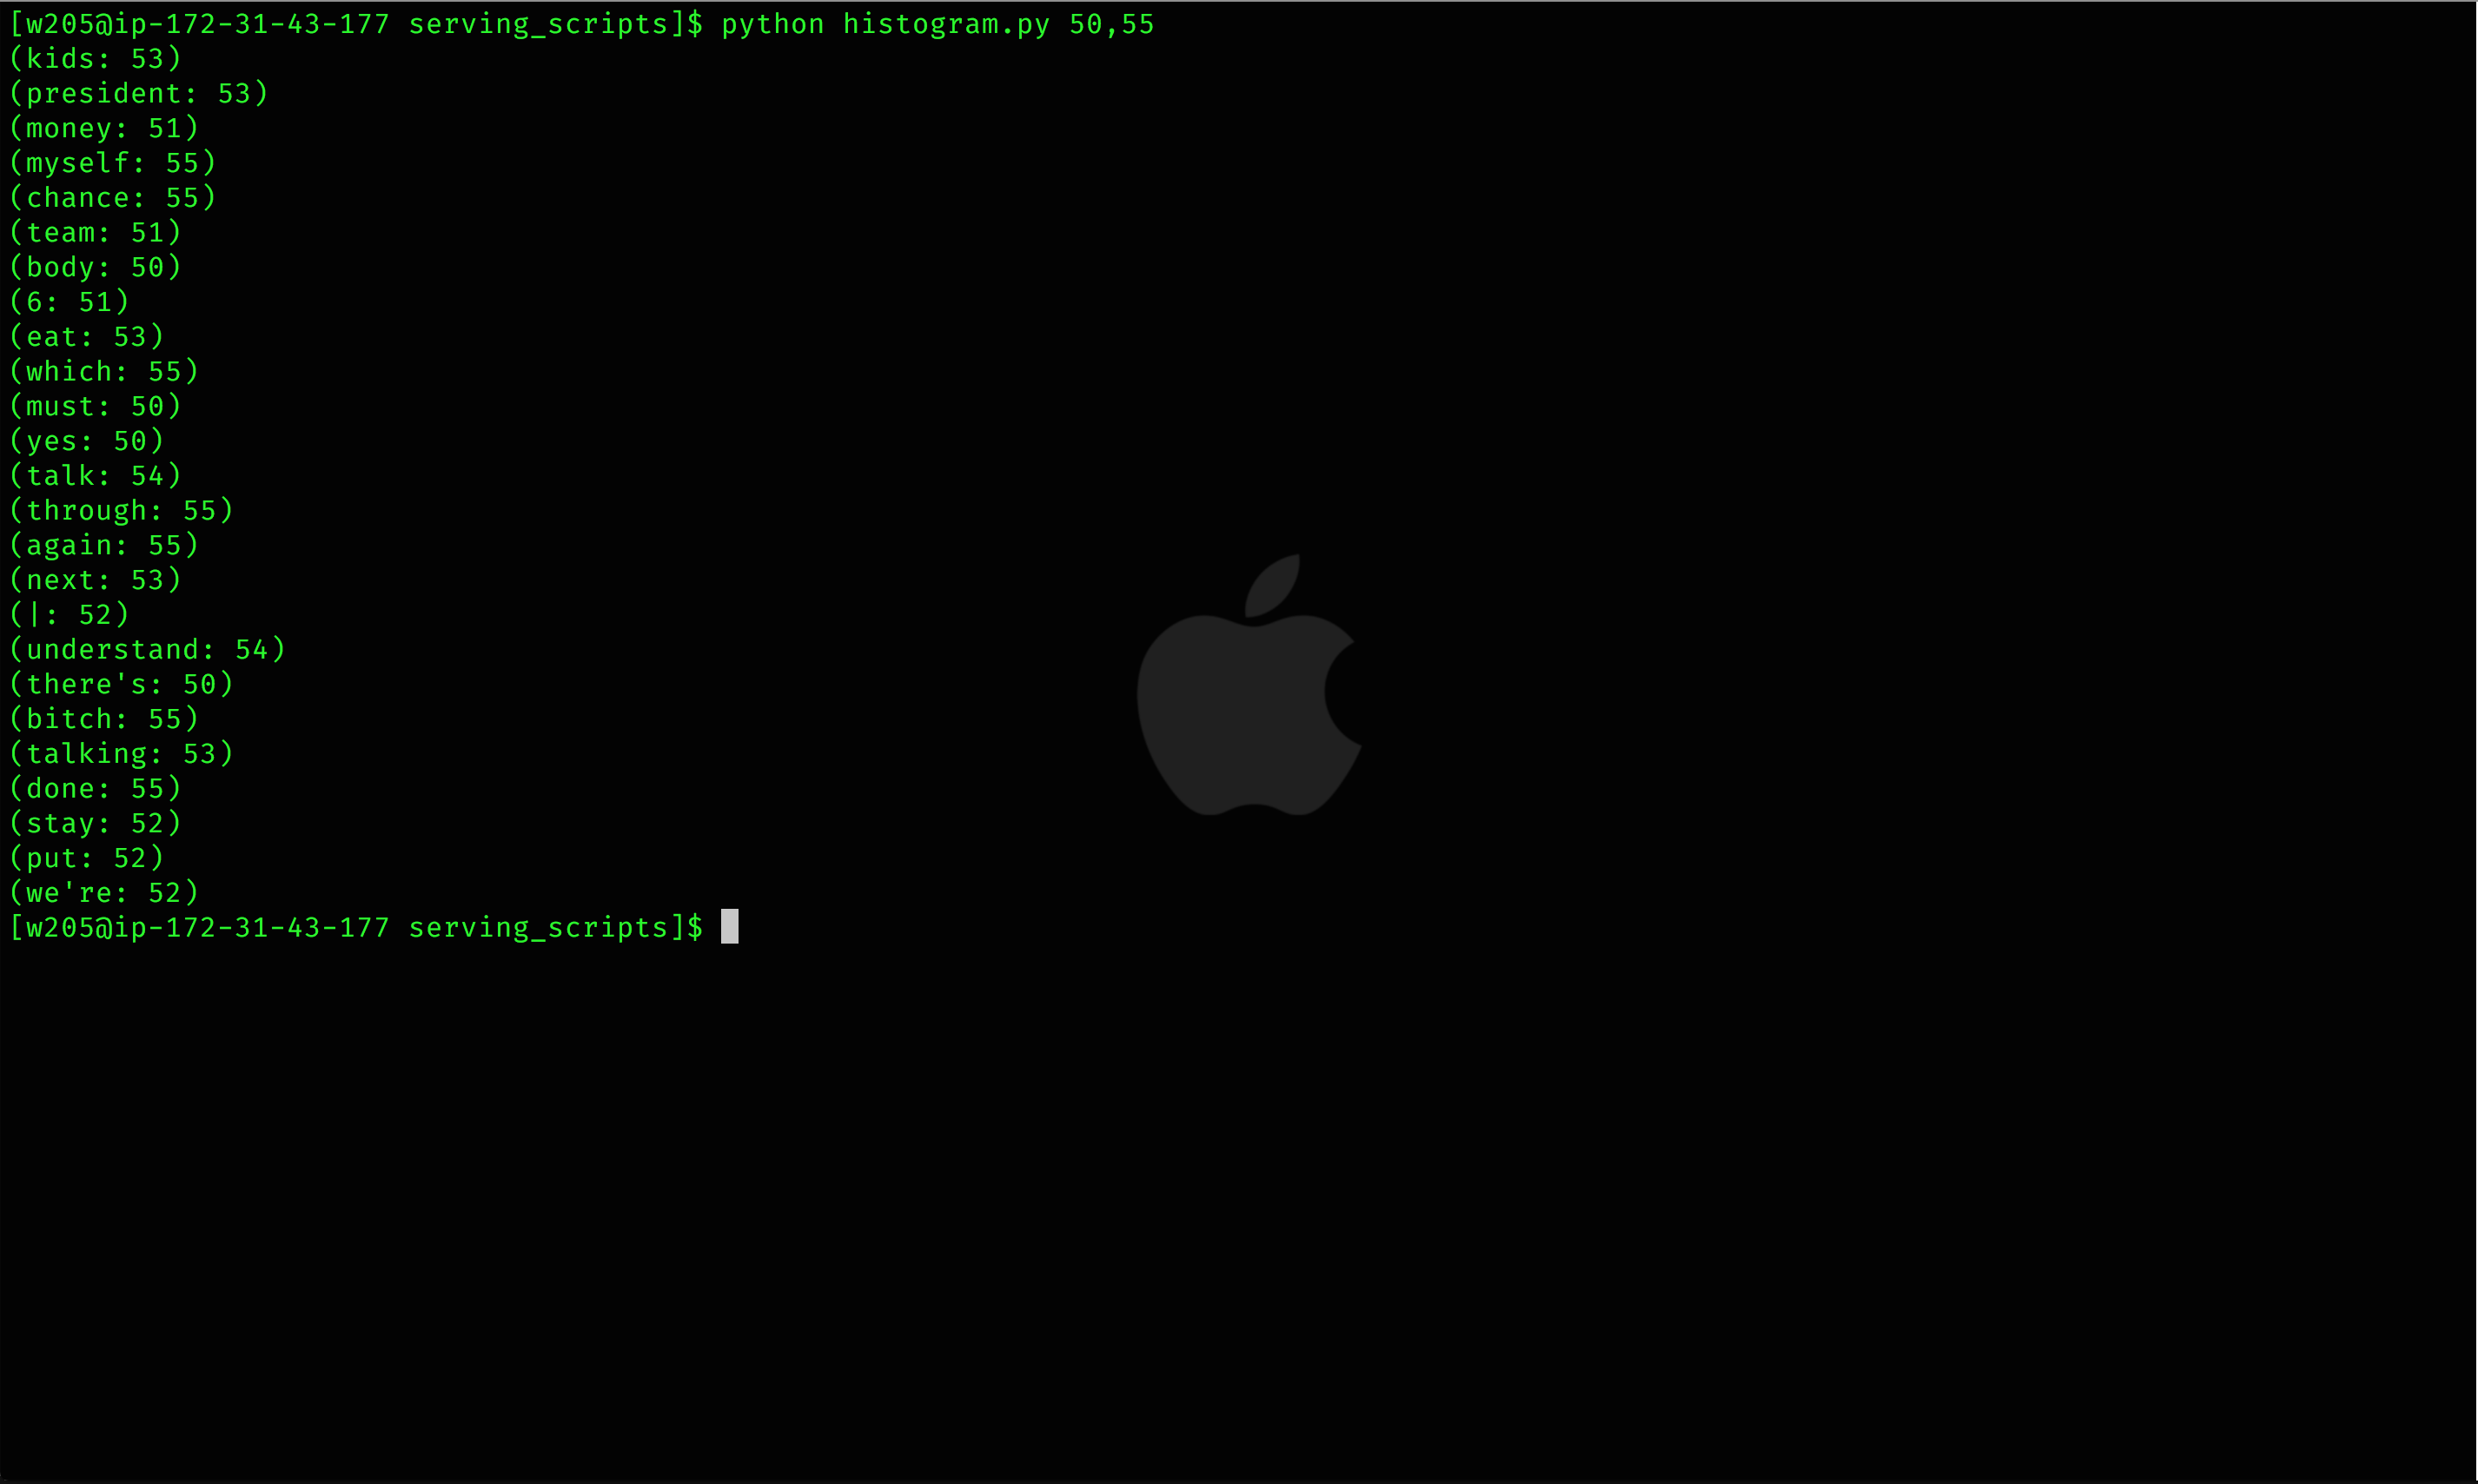 [w205@ip-172-31-43-177 serving_scripts]$ python histogram.py 50,55
(kids: 53)
(president: 53)
(money: 51)
(myself: 55)
(chance: 55)
(team: 51)
(body: 50)
(6: 51)
(eat: 53)
(which: 55)
(must: 50)
(yes: 50)
(talk: 54)
(through: 55)
(again: 55)
(next: 53)
(|: 52)
(understand: 54)
(there's: 50)
(bitch: 55)
(talking: 53)
(done: 55)
(stay: 52)
(put: 52)
(we're: 52)
[w205@ip-172-31-43-177 serving_scripts]$